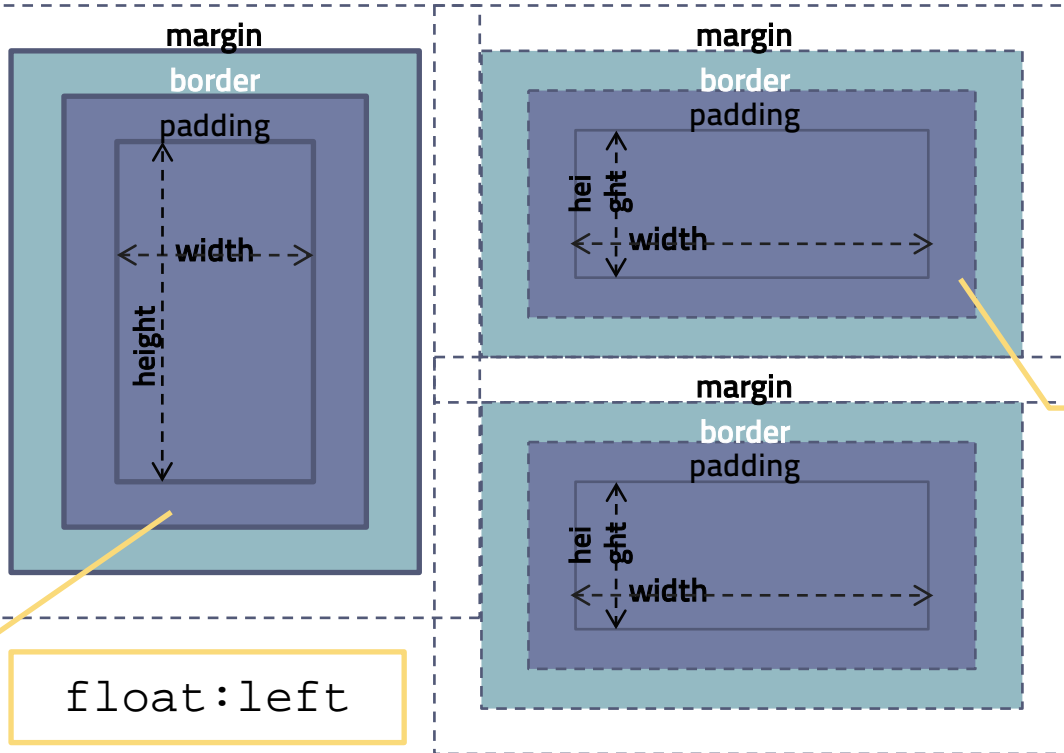 margin
border
padding
width
height
float:left
margin
border
padding
hei
ght
width
margin
border
padding
hei
ght
width